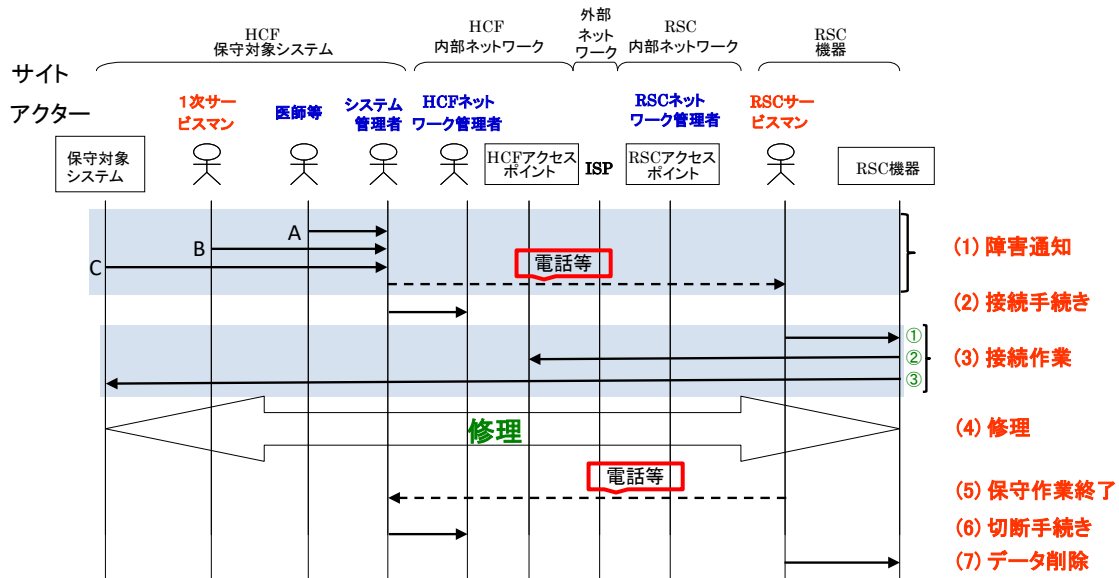 HCF
保守対象システム
HCF
内部ネットワーク
外部
ネット
ワーク
RSC
内部ネットワーク
RSC
機器
サイト
アクター
1次サー
ビスマン
医師等
システム
管理者
HCFネット
ワーク管理者
RSCネット
ワーク管理者
RSCサー
ビスマン
保守対象
システム
HCFアクセス
ポイント
ISP
RSCアクセス
ポイント
RSC機器
A
B
C
電話等
(1) 障害通知
(2) 接続手続き
①
②
③
(3) 接続作業
修理
(4) 修理
電話等
(5) 保守作業終了
(6) 切断手続き
(7) データ削除